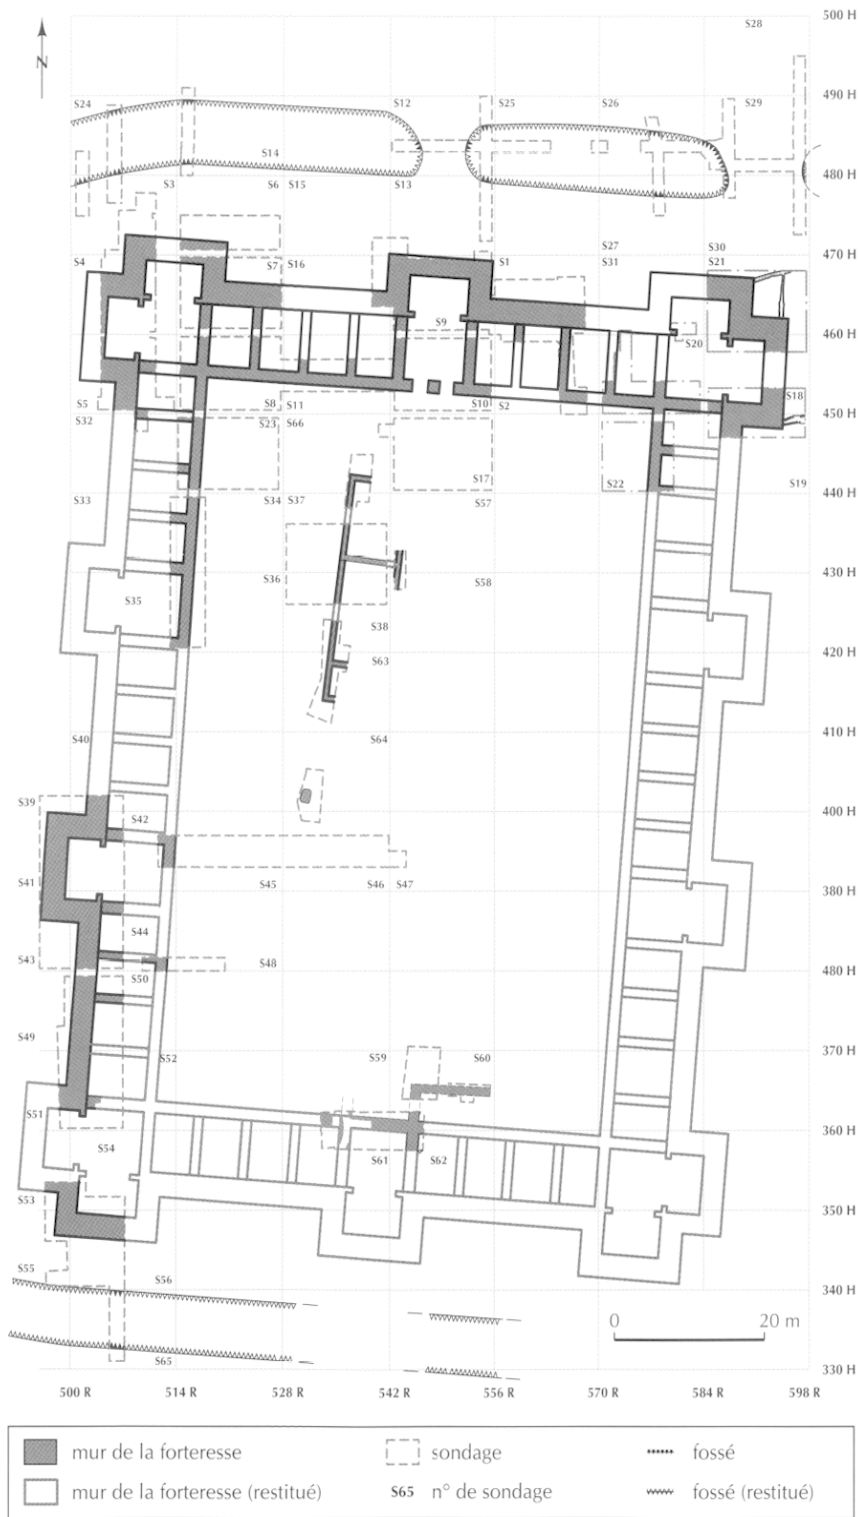 500 H
S28
N
490 H
S24 S12 S25 S26 S29
S14
480 H
S3 S6 S15 S13
470 H
S4 S7 S16 S1 S27 S30
S31 S21
S9
460 H
S20
S5 S8 S11 S10 S2 S18
450 H
S32 S23 S66
S17 S22 S19
440 H
S33 S34 S37 S57
430 H
S36 S58
S35
S38
420 H
S63
410 H
S40 S64
400 H
S39
S42
390 H
S41 S45 S46 S47
380 H
S44
S43 S48
370 H
S50
S49 S52 S59 S60
360 H
S51
S54 S61 S62
350 H
S53
S55 S56
340 H
0 20 m
S65
330 H
500 R 514 R 528 R 542 R 556 R 570 R 584 R 598 R
mur de la forteresse
sondage
fossé
mur de la forteresse (restitué)
S65 n° de sondage
fossé (restitué)